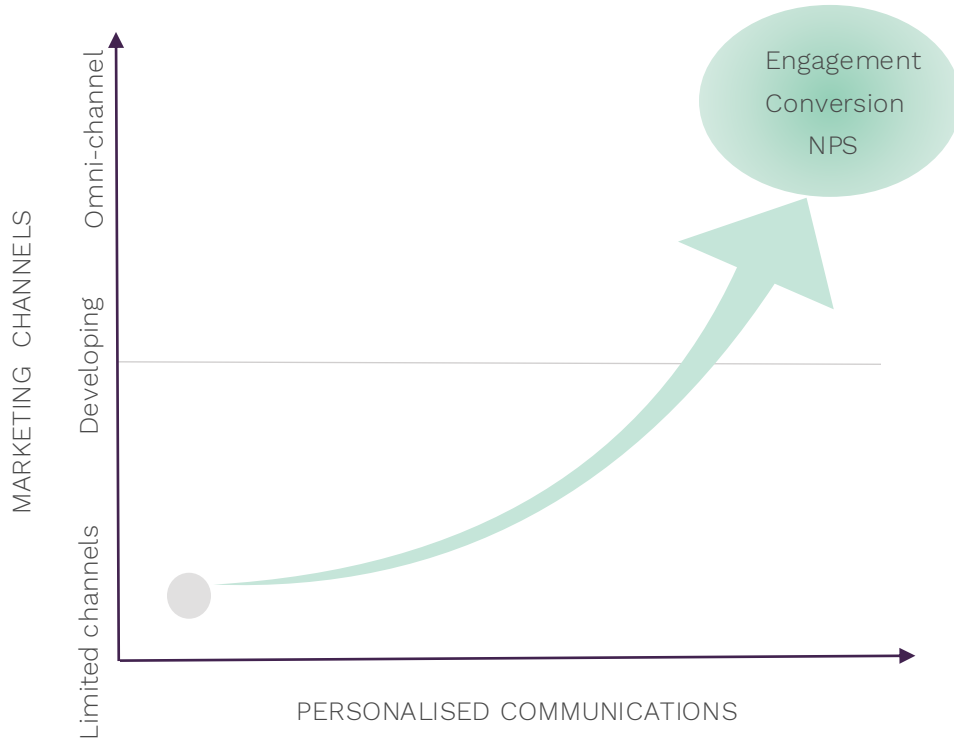 Engagement
Conversion
NPS
MARKETING CHANNELS
Omni-channel
Developing
Limited channels
PERSONALISED COMMUNICATIONS